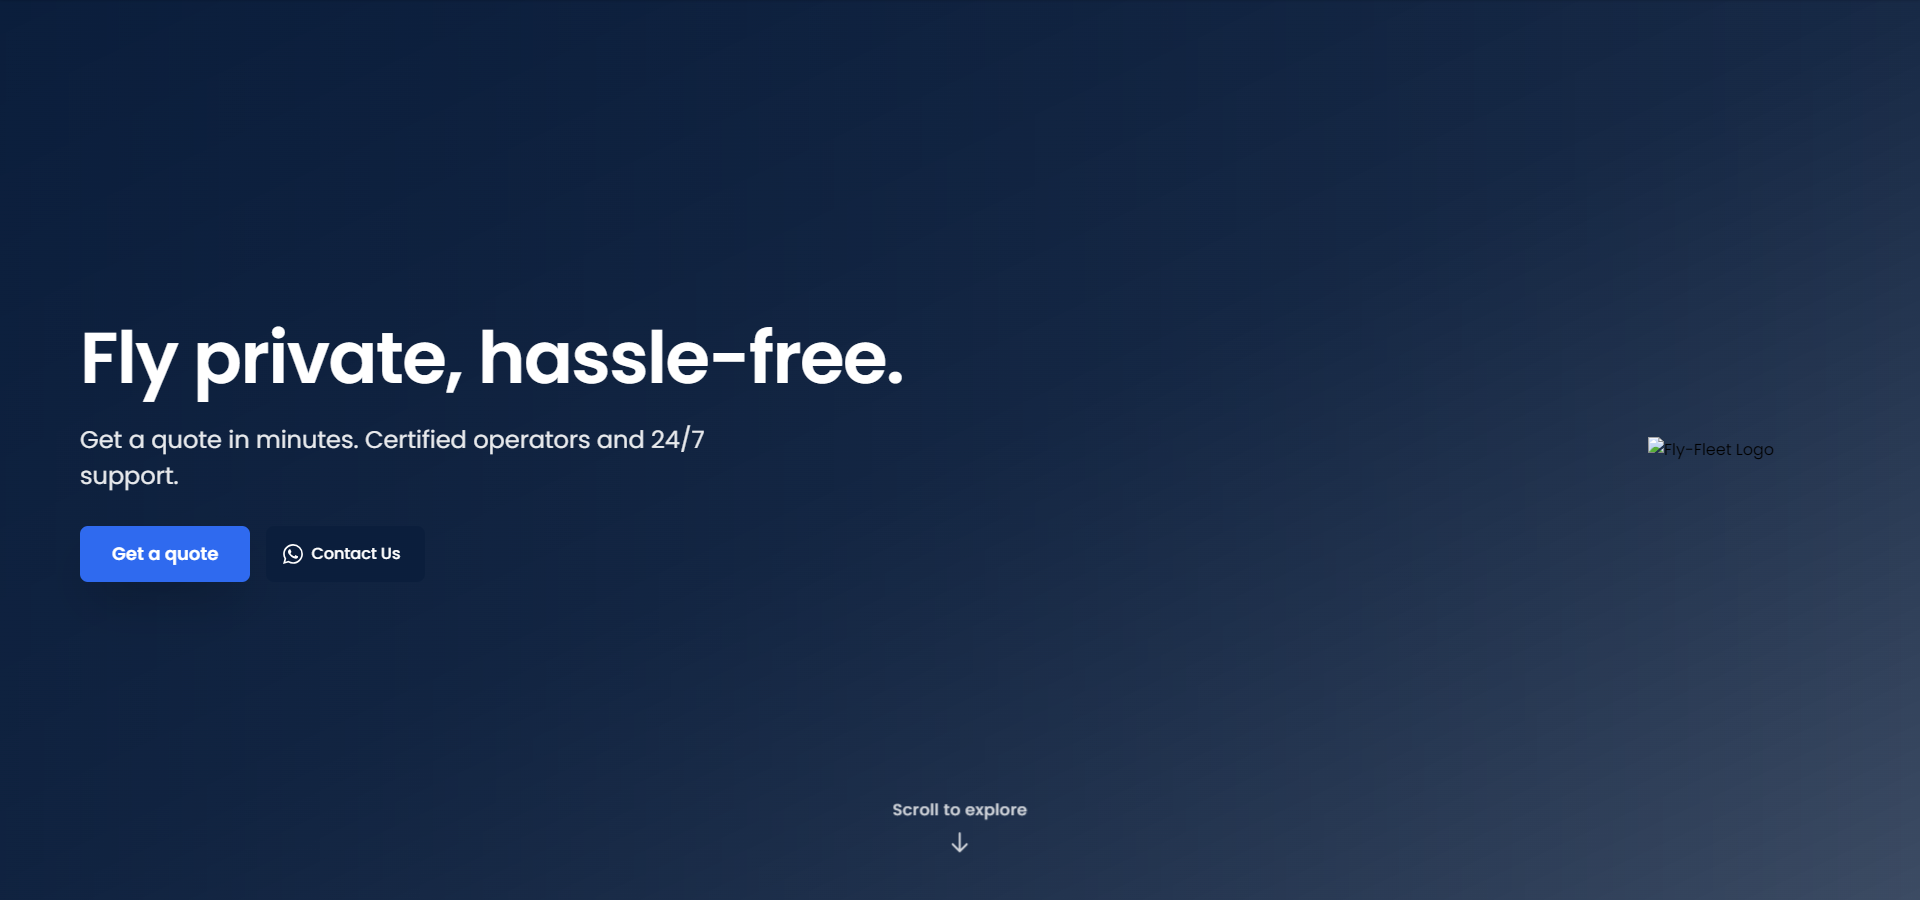 Fly private, hassle-free.
Get a quote in minutes. Certified operators and 24/7
support.
Get a quote
Contact Us
Fly-Fleet Logo
Scroll to explore